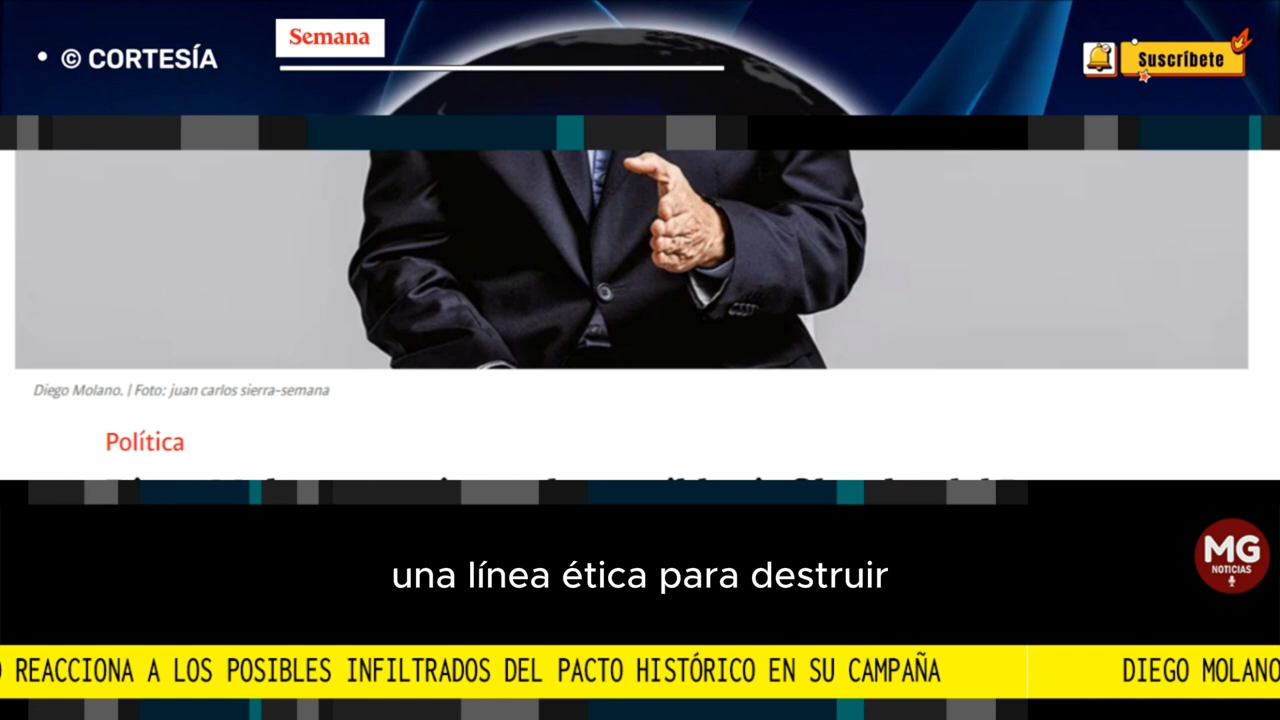 • © CORTESÍA
Semana
Suscríbete
Diego Molano. | Foto: juan carlos sierra-semana
Política
una línea ética para destruir
MG
NOTICIAS
REACCIONA A LOS POSIBLES INFILTRADOS DEL PACTO HISTÓRICO EN SU CAMPAÑA
DIEGO MOLANO